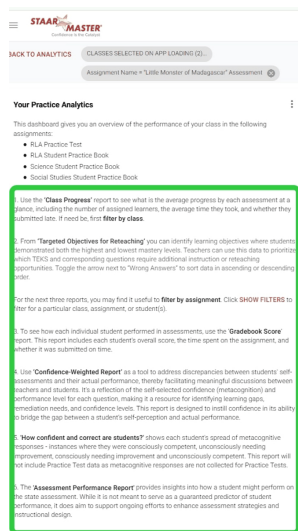 STAAR MASTER®
Confidence is the Catalyst
BACK TO ANALYTICS
CLASSES SELECTED ON APP LOADING (2)...
Assignment Name = "Little Monster of Madagascar" Assessment
Your Practice Analytics
This dashboard gives you an overview of the performance of your class in the following
assignments:
• RLA Practice Test
• RLA Student Practice Book
• Science Student Practice Book
• Social Studies Student Practice Book
1. Use the 'Class Progress' report to see what is the average progress by each assessment at a
glance, including the number of assigned learners, the average time they took, and whether they
submitted late. If need be, first filter by class.
2. From 'Targeted Objectives for Reteaching' you can identify learning objectives where students
demonstrated both the highest and lowest mastery levels. Teachers can use this data to prioritize
which TEKS and corresponding questions require additional instruction or reteaching
opportunities. Toggle the arrow next to "Wrong Answers" to sort data in ascending or descending
order.
For the next three reports, you may find it useful to filter by assignment. Click SHOW FILTERS to
filter for a particular class, assignment, or student(s).
3. To see how each individual student performed in assessments, use the 'Gradebook Score'
report. This report includes each student's overall score, the time spent on the assignment, and
whether it was submitted on time.
4. Use 'Confidence-Weighted Report' as a tool to address discrepancies between students' self-
assessments and their actual performance, thereby facilitating meaningful discussions between
teachers and students. It's a reflection of the self-selected confidence (metacognition) and
performance level for each question, making it a resource for identifying learning gaps,
remediation needs, and confidence levels. This report is designed to instill confidence in its ability
to bridge the gap between a student's self-perception and actual performance.
5. 'How confident and correct are students?' shows each student's spread of metacognitive
responses - instances where they were consciously competent, unconsciously needing
improvement, consciously needing improvement and unconsciously competent. This report will
not include Practice Test data as metacognitive responses are not collected for Practice Tests.
6. The 'Assessment Performance Report' provides insights into how a student might perform on
the state assessment. While it is not meant to serve as a guaranteed predictor of student
performance, it does aim to support ongoing efforts to enhance assessment strategies and
instructional design.